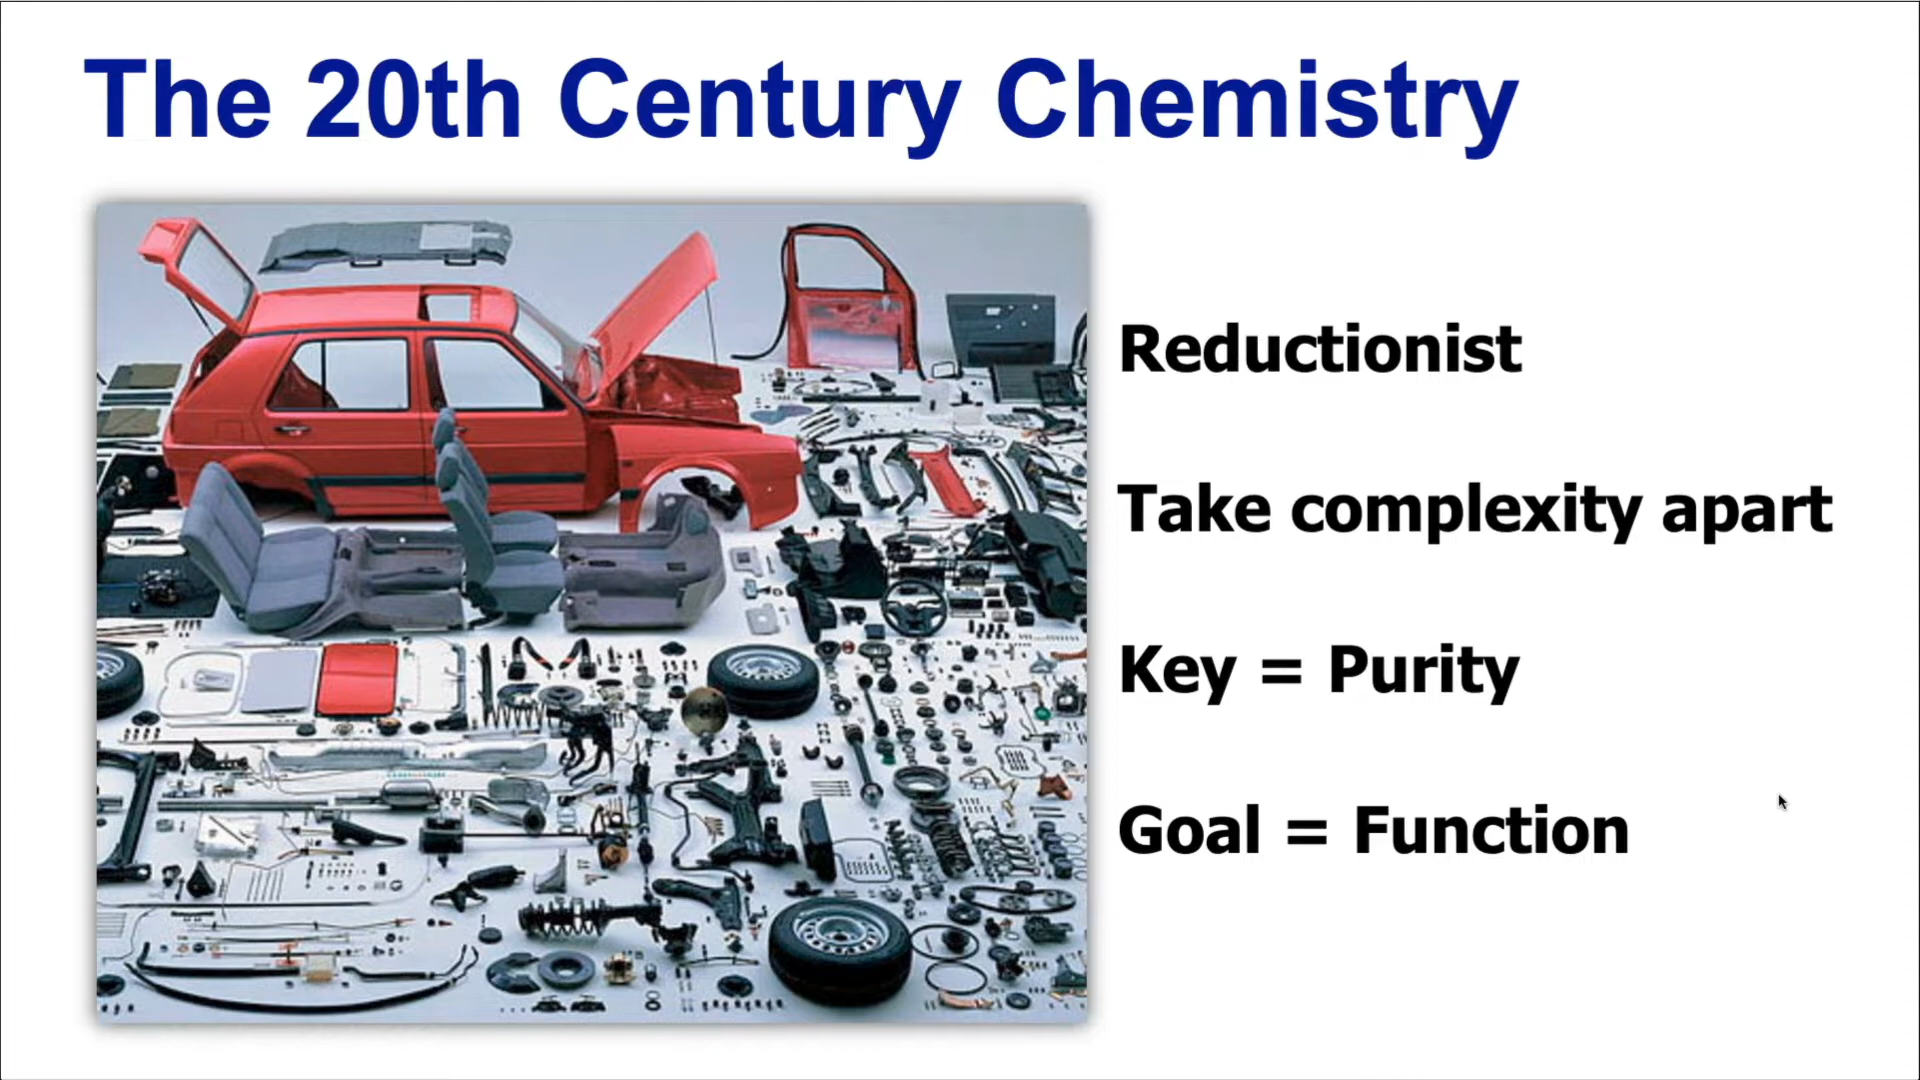 The 20th Century Chemistry
Reductionist
Take complexity apart
Key = Purity
Goal = Function